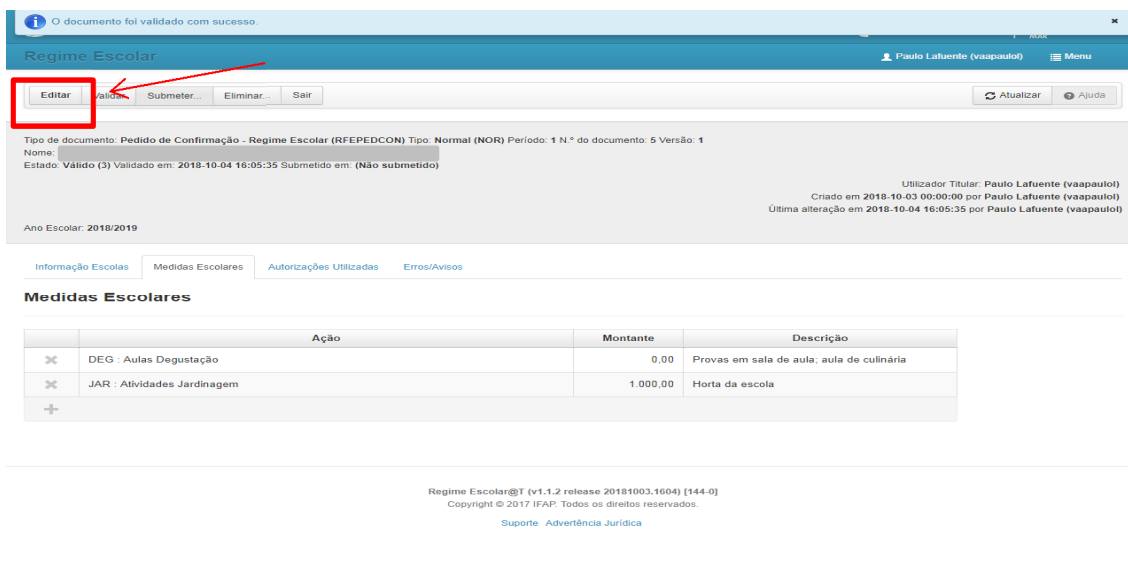 O documento foi validado com sucesso. ×
Regime Escolar Paulo Lafuente (vaapaulol) Menu
Editar Validar Submeter... Eliminar... Sair Atualizar Ajuda
Tipo de documento: Pedido de Confirmação - Regime Escolar (RFEPEDCON) Tipo: Normal (NOR) Período: 1 N.º do documento: 5 Versão: 1
Nome:
Estado: Válido (3) Validado em: 2018-10-04 16:05:35 Submetido em: (Não submetido)
Utilizador Titular: Paulo Lafuente (vaapaulol)
Criado em 2018-10-03 00:00:00 por Paulo Lafuente (vaapaulol)
Última alteração em 2018-10-04 16:05:35 por Paulo Lafuente (vaapaulol)
Ano Escolar: 2018/2019
Informação Escolas Medidas Escolares Autorizações Utilizadas Erros/Avisos
Medidas Escolares
Ação Montante Descrição
DEG : Aulas Degustação 0,00 Provas em sala de aula; aula de culinária
JAR : Atividades Jardinagem 1.000,00 Horta da escola
Regime Escolar@T (v1.1.2 release 20181003.1604) [144-0]
Copyright © 2017 IFAP. Todos os direitos reservados.
Suporte Advertência Jurídica